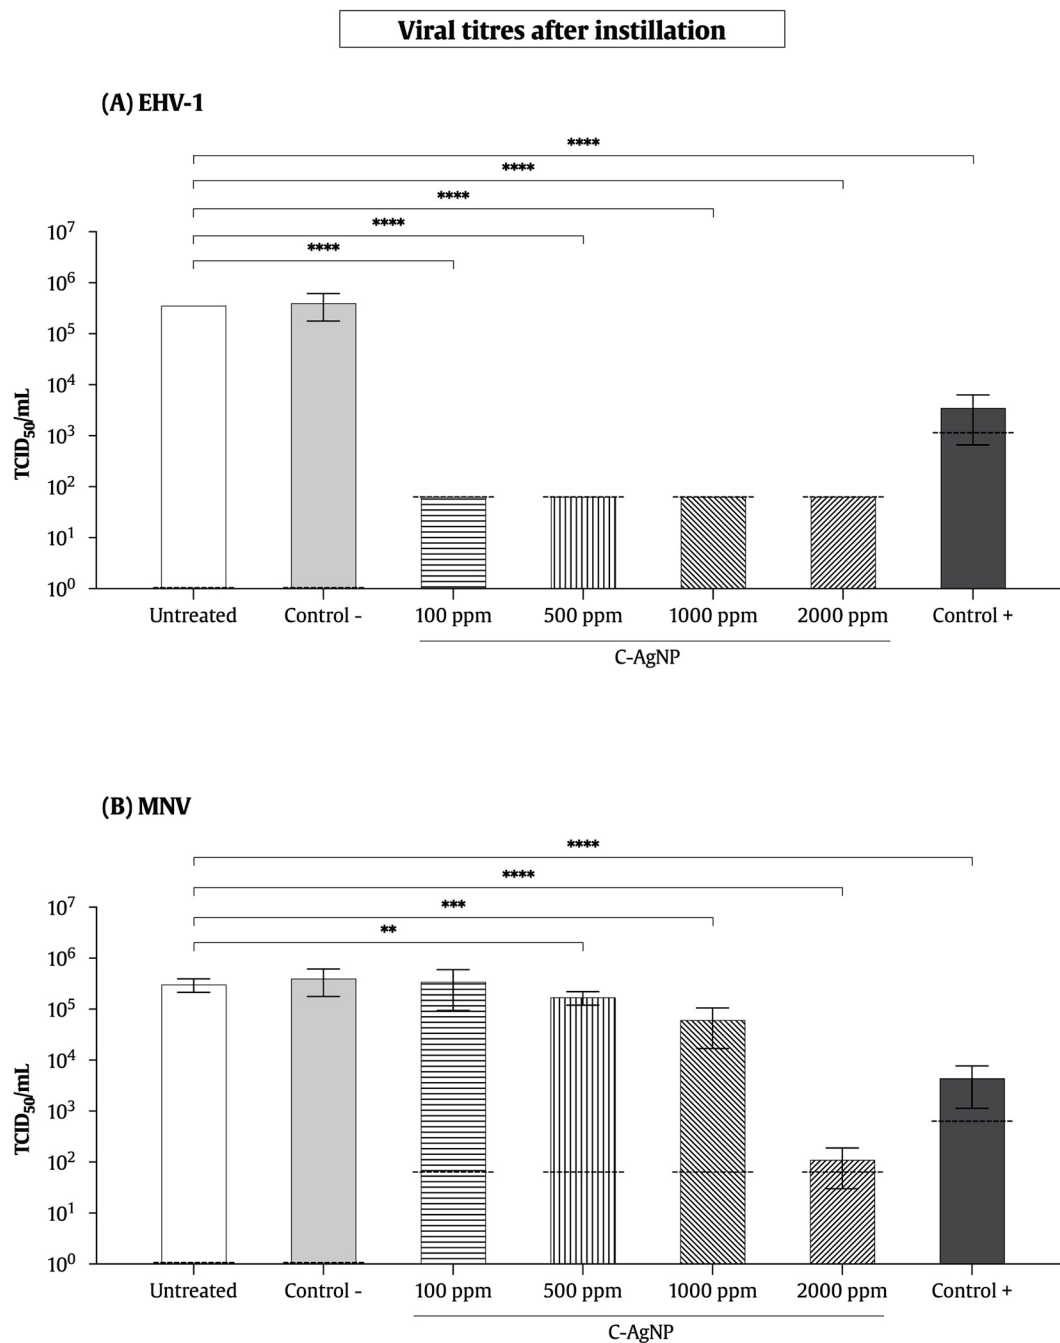 Viral titres after instillation
(A) EHV-1
****
****
****
****
****
10⁷
10⁶
10⁵
10⁴
10³
10²
10¹
10⁰
TCID₅₀/mL
Untreated Control - 100 ppm 500 ppm 1000 ppm 2000 ppm Control +
C-AgNP
(B) MNV
****
****
***
**
10⁷
10⁶
10⁵
10⁴
10³
10²
10¹
10⁰
TCID₅₀/mL
Untreated Control - 100 ppm 500 ppm 1000 ppm 2000 ppm Control +
C-AgNP